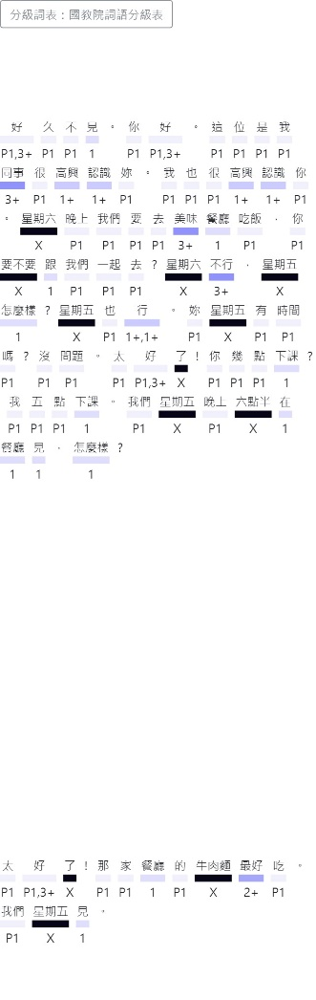 分級詞表：國教院詞語分級表
好 久 不 見 。 你 好 。 這 位 是 我
P1,3+ P1 P1 1 P1 P1,3+ P1 P1 P1 P1
同事 很 高興 認識 妳 。 我 也 很 高興 認識 你
3+ P1 1+ 1+ P1 P1 P1 P1 1+ 1+ P1
。 星期六 晚上 我們 要 去 美味 餐廳 吃飯 ， 你
X P1 P1 P1 P1 3+ 1 P1 P1
要不要 跟 我們 一起 去 ？ 星期六 不行 ， 星期五
X 1 P1 P1 P1 X 3+ X
怎麼樣 ？ 星期五 也 行 。 妳 星期五 有 時間
1 X P1 1+,1+ P1 X P1 P1
嗎 ？ 沒 問題 。 太 好 了 ！ 你 幾 點 下課 ？
P1 P1 P1 P1 P1,3+ X P1 P1 P1 1
我 五 點 下課 。 我們 星期五 晚上 六點半 在
P1 P1 P1 1 P1 X P1 X 1
餐廳 見 ， 怎麼樣 ？
1 1 1
太 好 了 ！ 那 家 餐廳 的 牛肉麵 最好 吃 。
P1 P1,3+ X P1 P1 1 P1 X 2+ P1
我們 星期五 見 。
P1 X 1